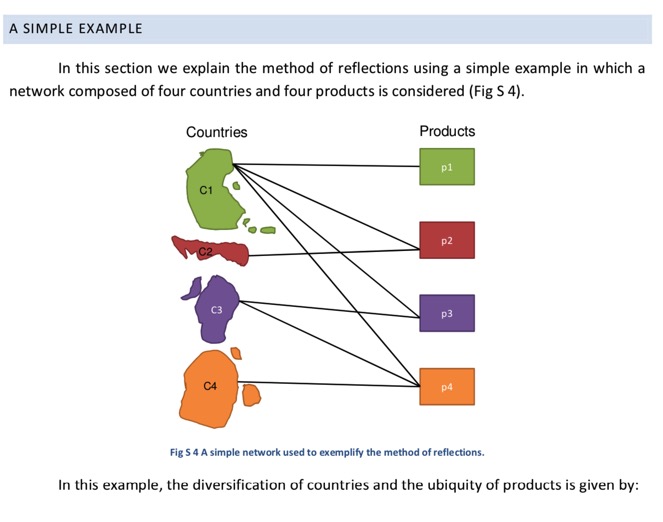 A SIMPLE EXAMPLE
In this section we explain the method of reflections using a simple example in which a
network composed of four countries and four products is considered (Fig S 4).
Countries Products
C1 p1
C2 p2
C3 p3
C4 p4
Fig S 4 A simple network used to exemplify the method of reflections.
In this example, the diversification of countries and the ubiquity of products is given by: